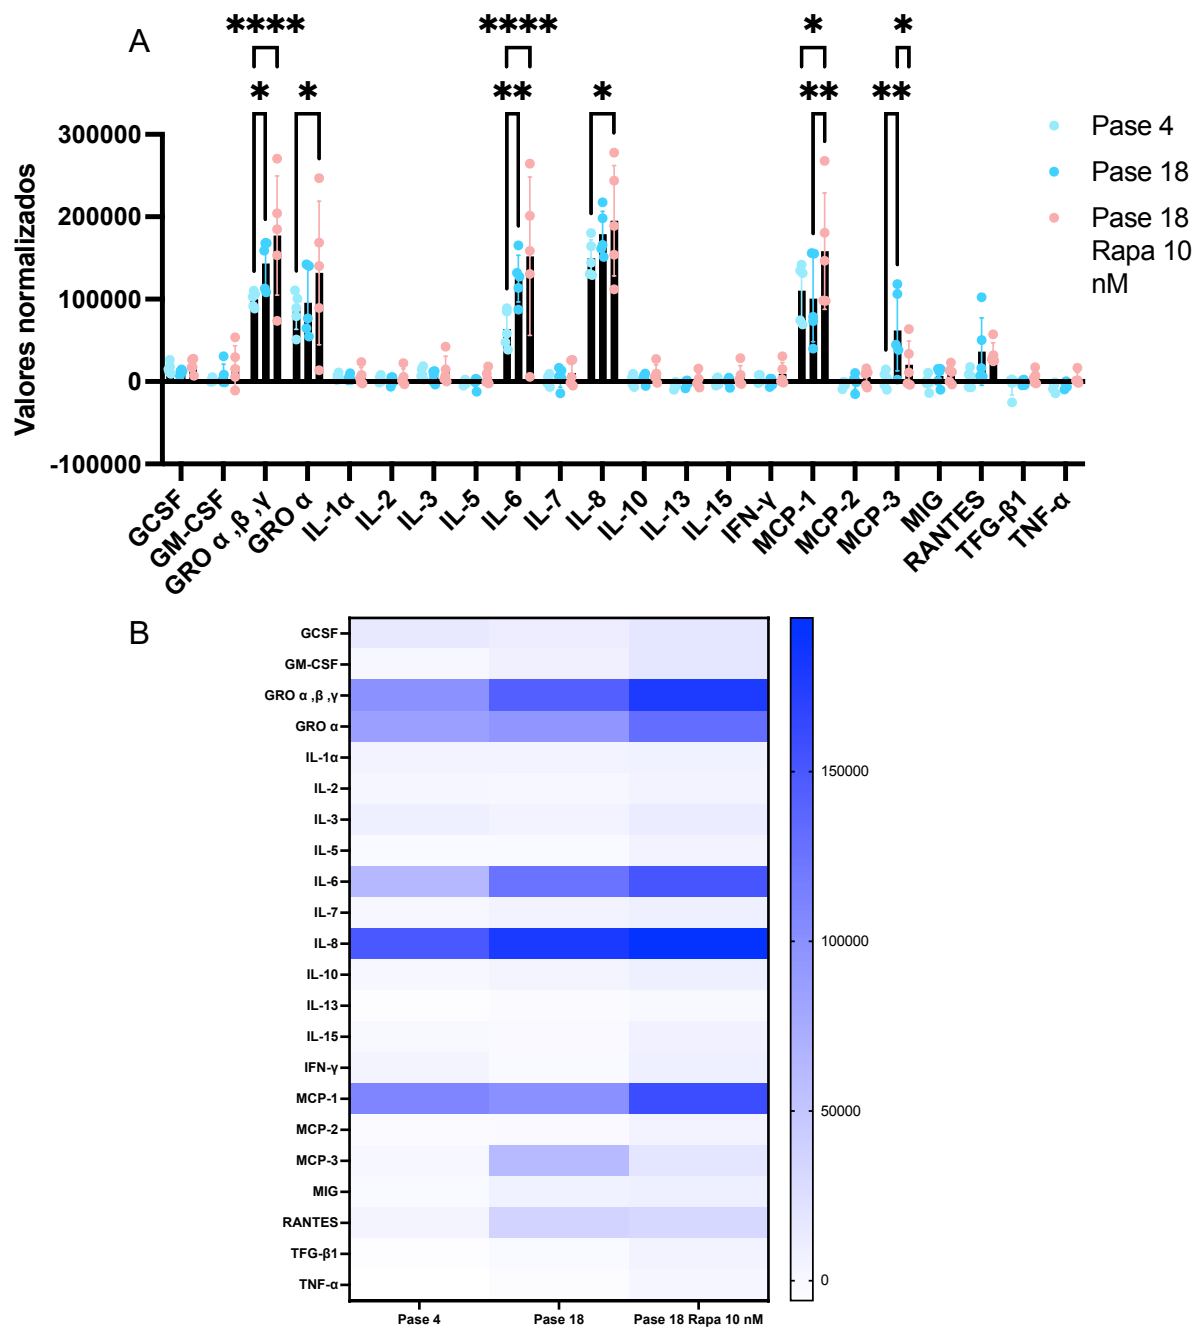 A
**** **** * *
* * ** * ** **
Pase 4
Pase 18
Pase 18
Rapa 10
nM
Valores normalizados
300000
200000
100000
0
-100000
GCSF
GM-CSF
GRO α ,β ,γ
GRO α
IL-1α
IL-2
IL-3
IL-5
IL-6
IL-7
IL-8
IL-10
IL-13
IL-15
IFN-γ
MCP-1
MCP-2
MCP-3
MIG
RANTES
TFG-β1
TNF-α
B
GCSF
GM-CSF
GRO α ,β ,γ
GRO α
IL-1α
IL-2
IL-3
IL-5
IL-6
IL-7
IL-8
IL-10
IL-13
IL-15
IFN-γ
MCP-1
MCP-2
MCP-3
MIG
RANTES
TFG-β1
TNF-α
Pase 4
Pase 18
Pase 18 Rapa 10 nM
150000
100000
50000
0